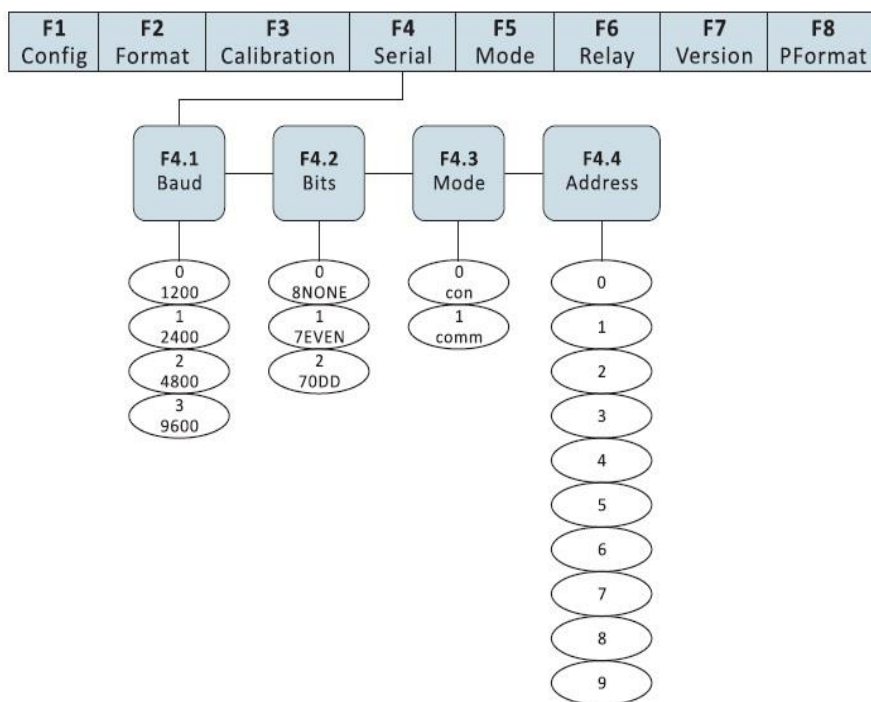 F1 F2 F3 F4 F5 F6 F7 F8
Config Format Calibration Serial Mode Relay Version PFormat
F4.1 F4.2 F4.3 F4.4
Baud Bits Mode Address
0
1200
1
2400
2
4800
3
9600
0
8NONE
1
7EVEN
2
70DD
0
con
1
comm
0
1
2
3
4
5
6
7
8
9